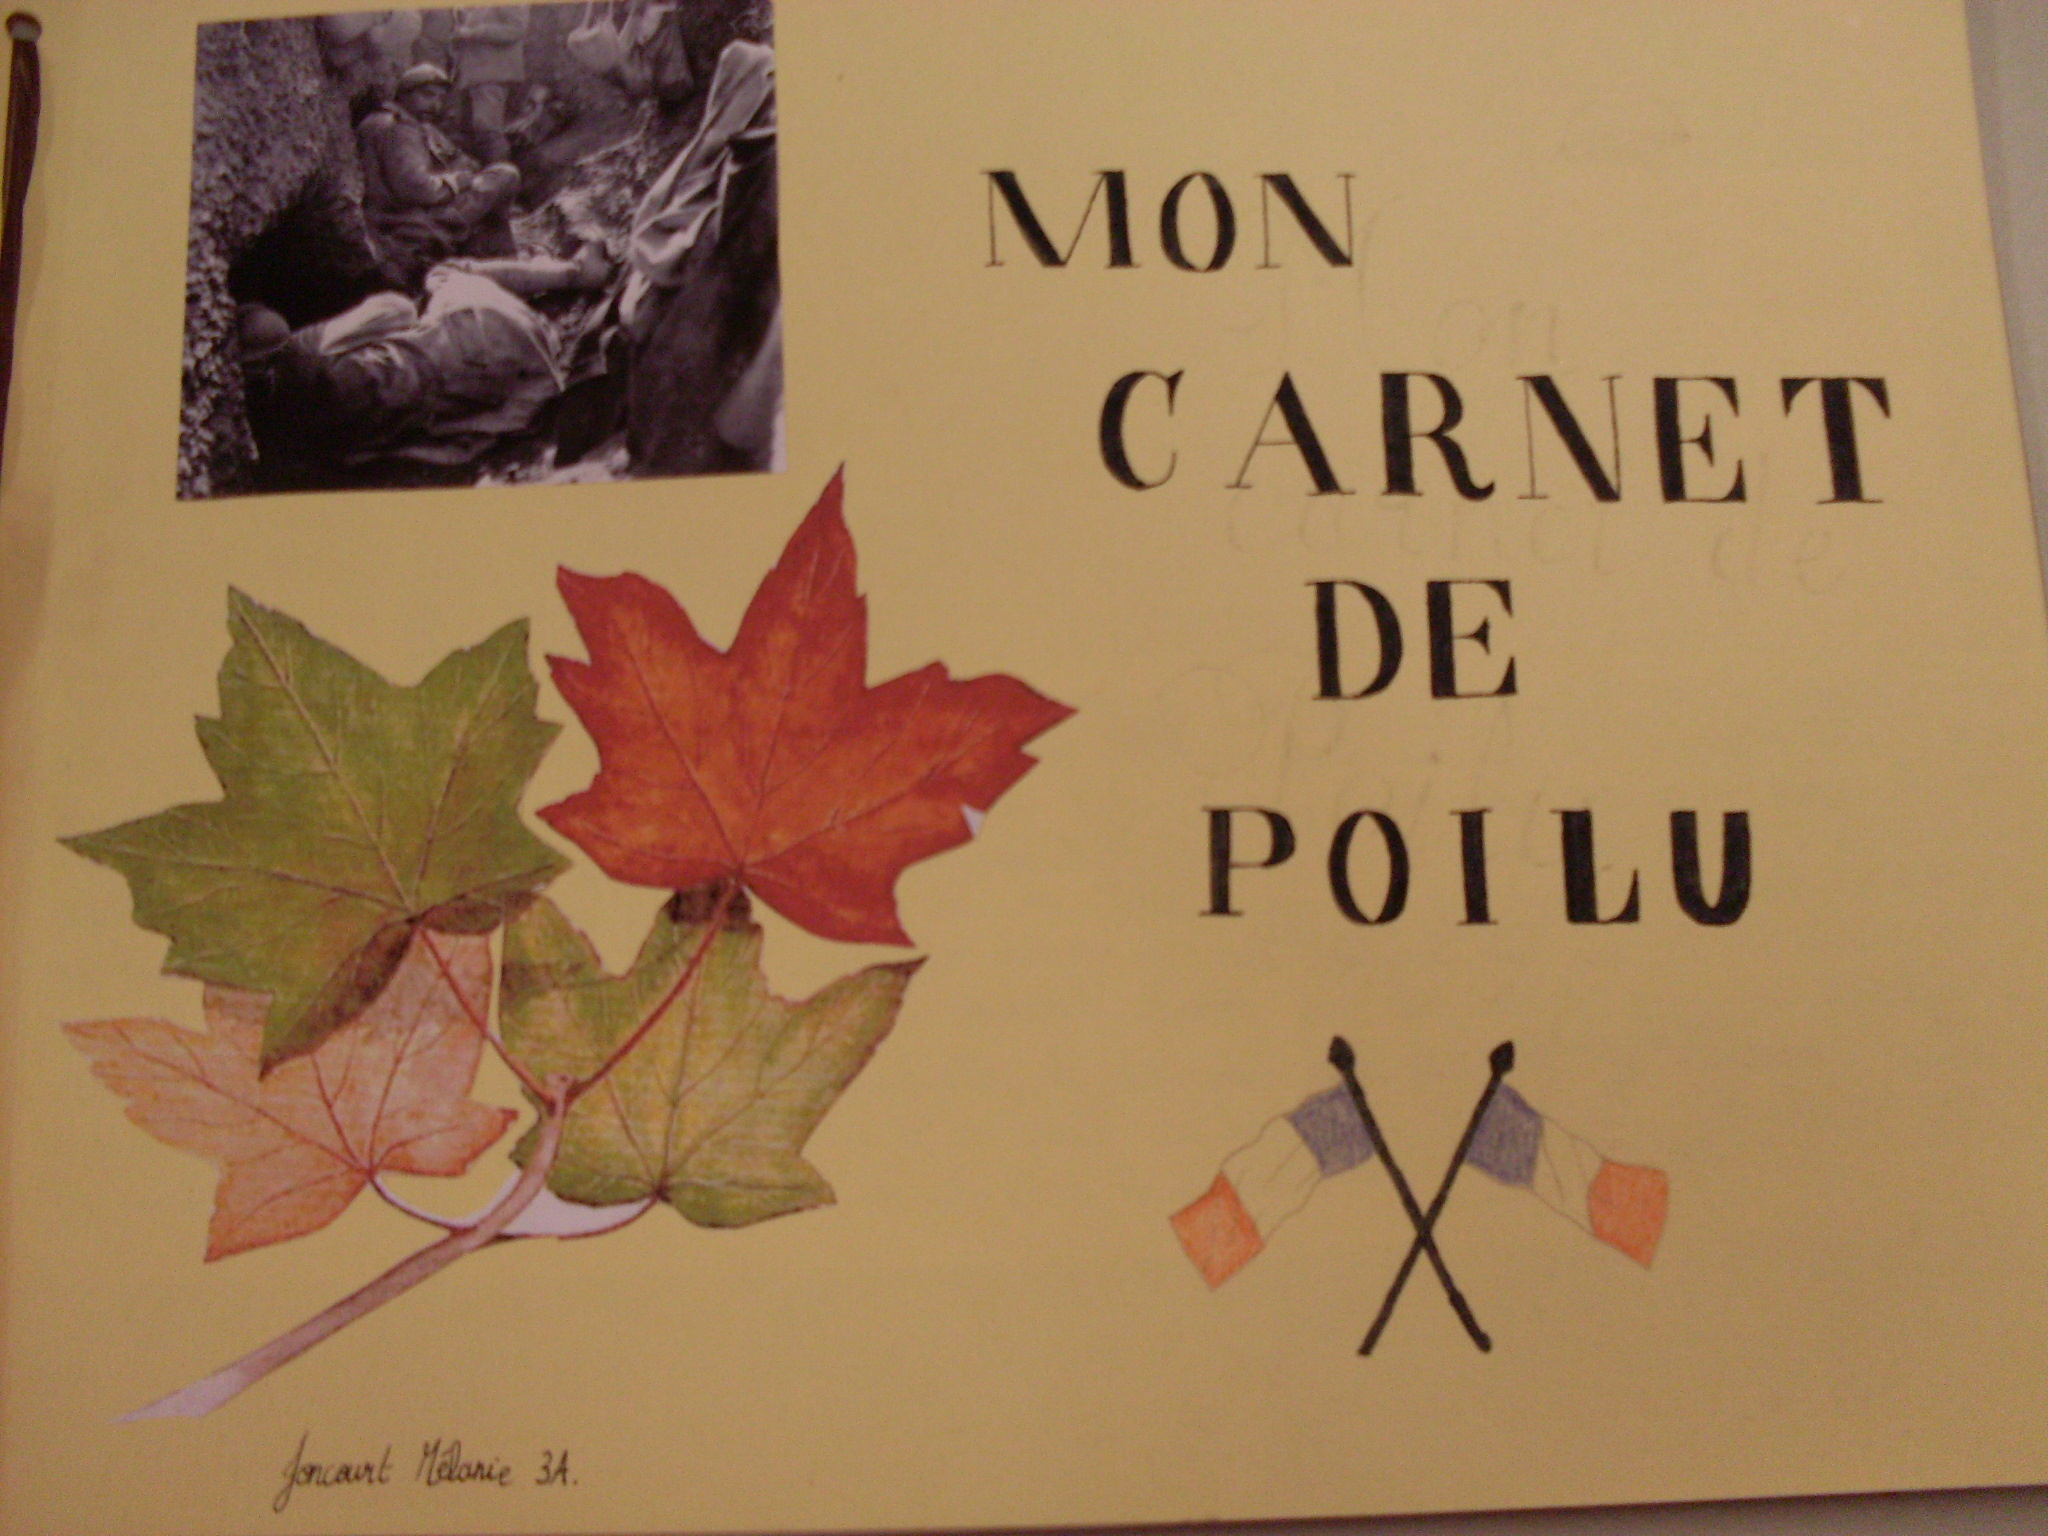 MON
CARNET
DE
POILU
Joncourt Mélanie 3A.